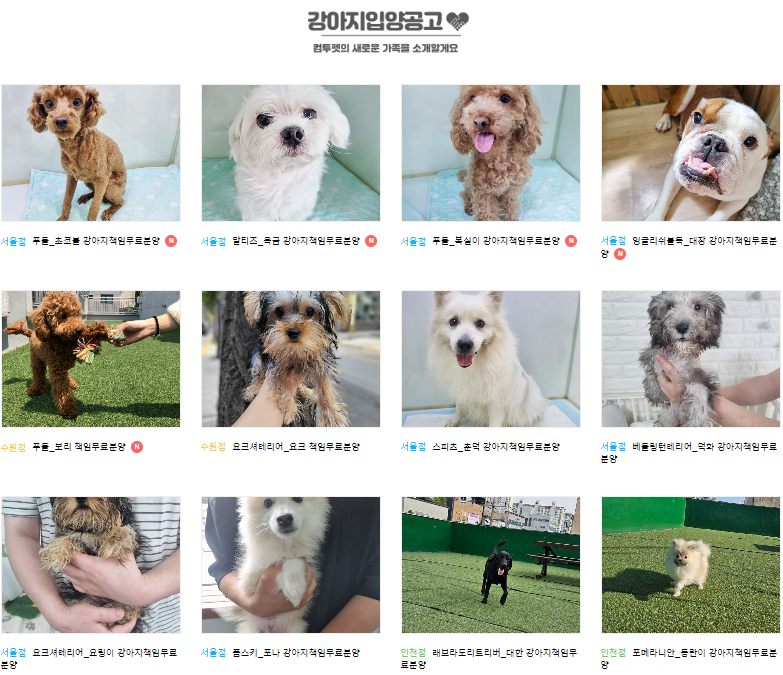 강아지입양공고
컴투펫의 새로운 가족을 소개할게요
서울점 푸들_초코볼 강아지책임무료분양 N
서울점 말티즈_옥금 강아지책임무료분양 N
서울점 푸들_복실이 강아지책임무료분양 N
서울점 잉글리쉬불독_대장 강아지책임무료분
양 N
수원점 푸들_보리 책임무료분양 N
수원점 요크셔테리어_요크 책임무료분양
서울점 스피츠_춘덕 강아지책임무료분양
서울점 베들링턴테리어_덕화 강아지책임무료
분양
서울점 요크셔테리어_요링이 강아지책임무료
분양
서울점 폼스키_포나 강아지책임무료분양
인천점 래브라도리트리버_대한 강아지책임무
료분양
인천점 포메라니안_동란이 강아지책임무료분
양